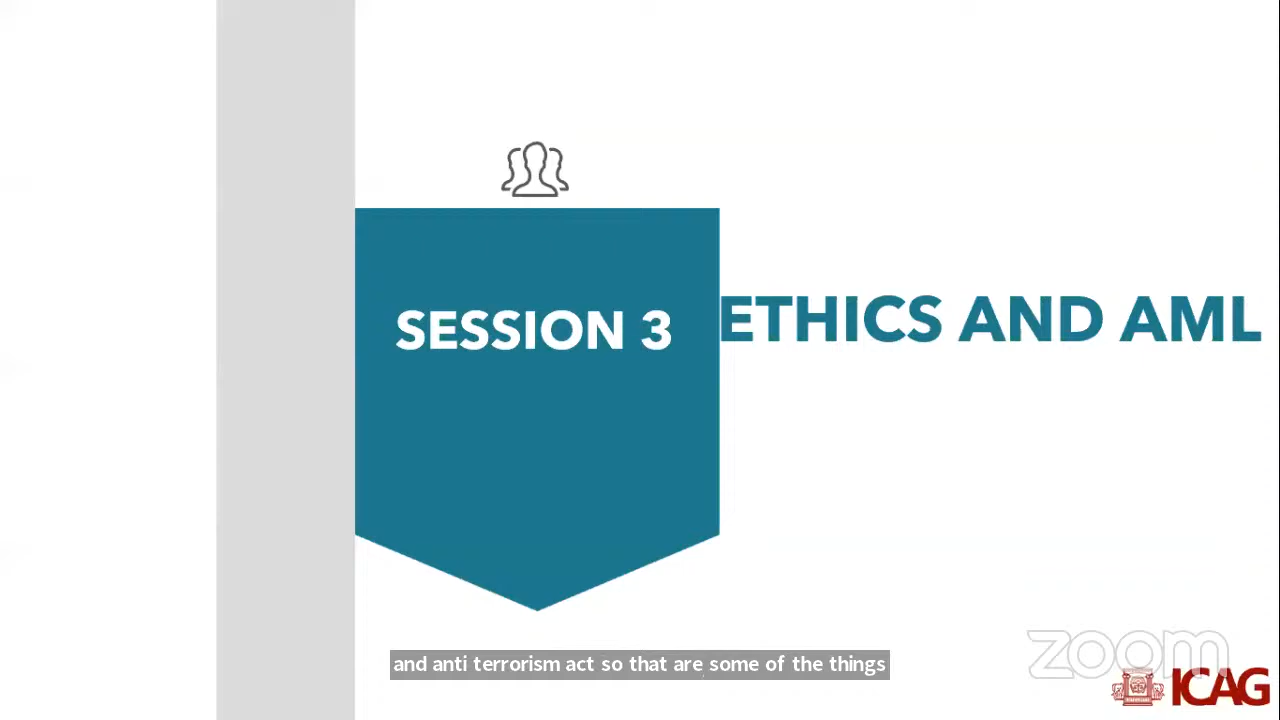 SESSION 3
ETHICS AND AML
and anti terrorism act so that are some of the things
zoom
ICAG